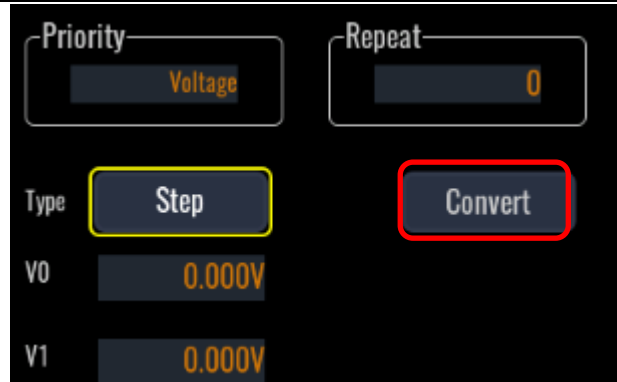 Priority
Repeat
Voltage
0
Type
Step
Convert
V0
0.000V
V1
0.000V